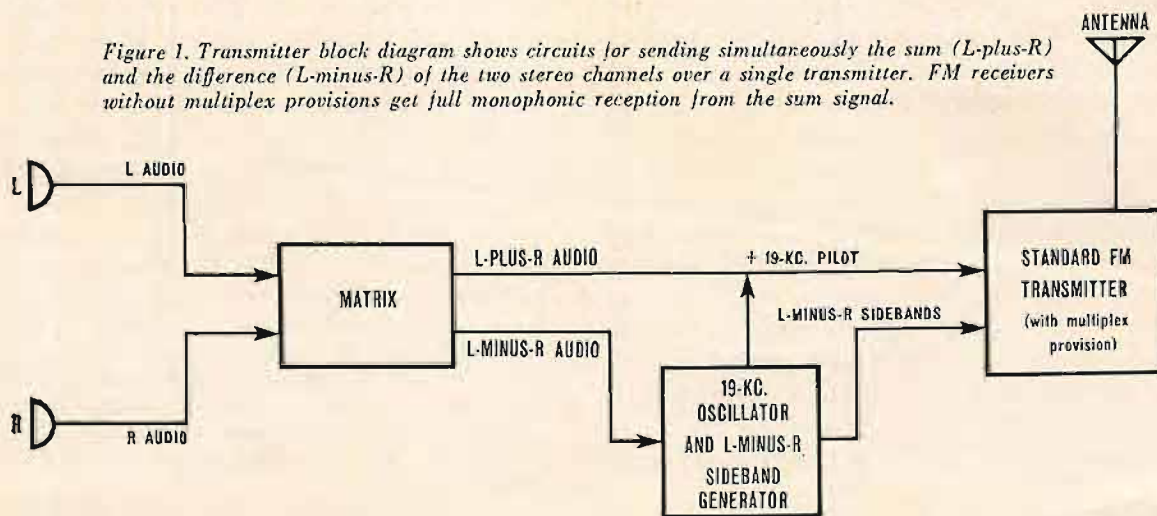 ANTENNA
Figure 1. Transmitter block diagram shows circuits for sending simultaneously the sum (L-plus-R)
and the difference (L-minus-R) of the two stereo channels over a single transmitter. FM receivers
without multiplex provisions get full monophonic reception from the sum signal.
L
L AUDIO
R
R AUDIO
MATRIX
L-PLUS-R AUDIO
L-MINUS-R AUDIO
+ 19-KC. PILOT
L-MINUS-R SIDEBANDS
19-KC.
OSCILLATOR
AND L-MINUS-R
SIDEBAND
GENERATOR
STANDARD FM
TRANSMITTER
(with multiplex
provision)